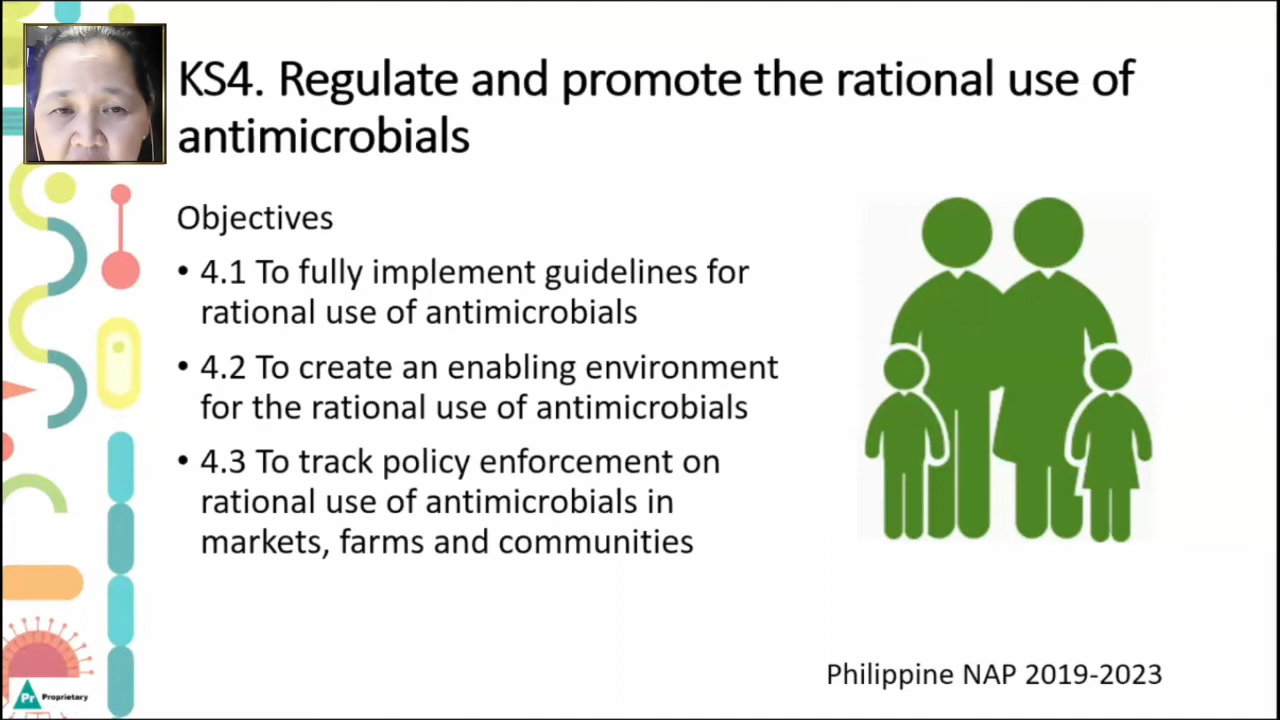 KS4. Regulate and promote the rational use of
antimicrobials
Objectives
• 4.1 To fully implement guidelines for
rational use of antimicrobials
• 4.2 To create an enabling environment
for the rational use of antimicrobials
• 4.3 To track policy enforcement on
rational use of antimicrobials in
markets, farms and communities
Philippine NAP 2019-2023
Pr Proprietary